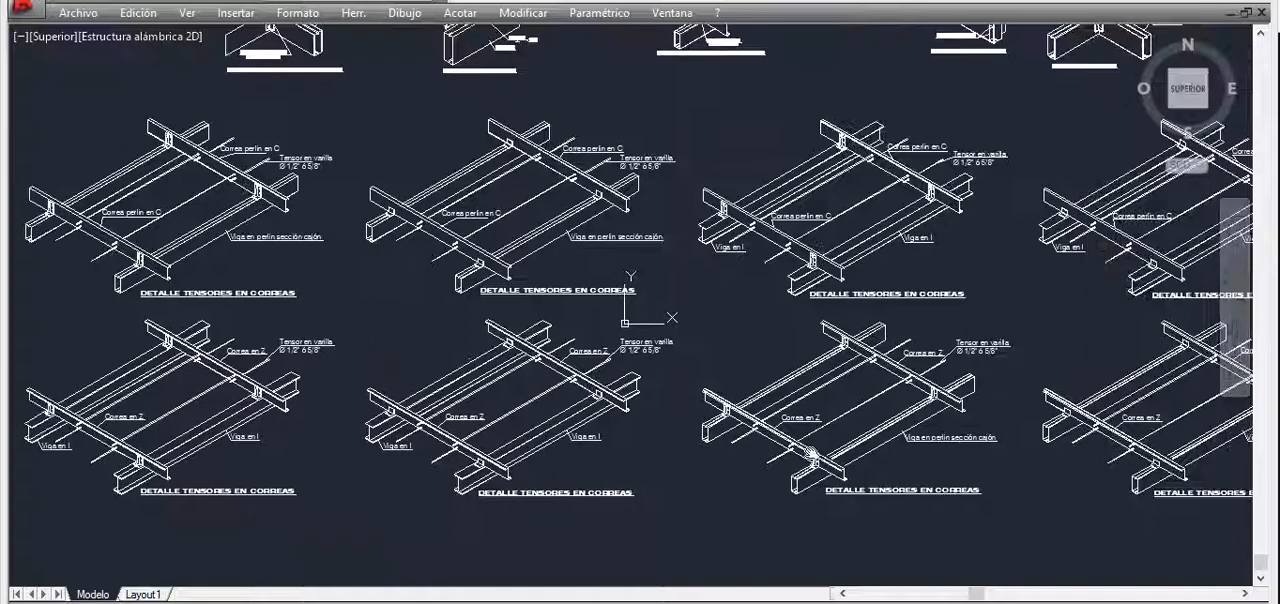 Archivo Edición Ver Insertar Formato Herr. Dibujo Acotar Modificar Paramétrico Ventana ?
[−][Superior][Estructura alámbrica 2D]
N
O SUPERIOR E
S
Correa perlin en C
Tensor en varilla
Ø 1/2" ó 5/8"
Correa perlin en C
Viga en perlin sección cajón
DETALLE TENSORES EN CORREAS
Correa perlin en C
Tensor en varilla
Ø 1/2" ó 5/8"
Correa perlin en C
Viga en perlin sección cajón
DETALLE TENSORES EN CORREAS
Correa perlin en C
Tensor en varilla
Ø 1/2" ó 5/8"
Correa perlin en C
Viga en I
Viga en I
DETALLE TENSORES EN CORREAS
Correa perlin en C
Viga en I
DETALLE TENSORES EN
Y
X
Tensor en varilla
Ø 1/2" ó 5/8"
Correa en Z
Correa en Z
Viga en I
Viga en I
DETALLE TENSORES EN CORREAS
Tensor en varilla
Ø 1/2" ó 5/8"
Correa en Z
Correa en Z
Viga en I
Viga en I
DETALLE TENSORES EN CORREAS
Tensor en varilla
Ø 1/2" ó 5/8"
Correa en Z
Correa en Z
Viga en perlin sección cajón
DETALLE TENSORES EN CORREAS
Correa en Z
DETALLE TENSORES EN
Modelo Layout1